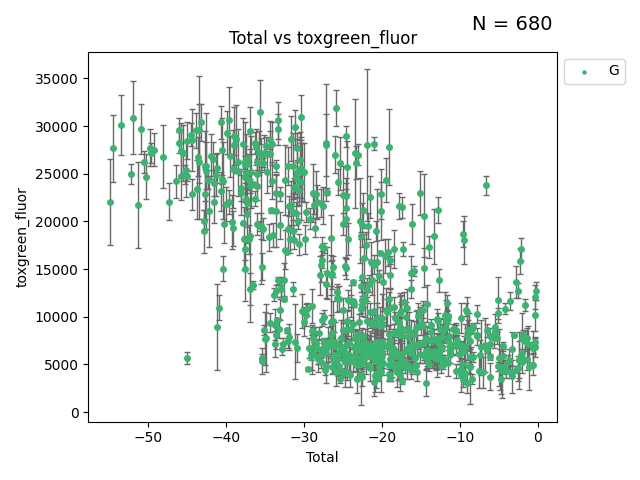 N = 680
Total vs toxgreen_fluor
G
toxgreen_fluor
35000
30000
25000
20000
15000
10000
5000
0
−50 −40 −30 −20 −10 0
Total